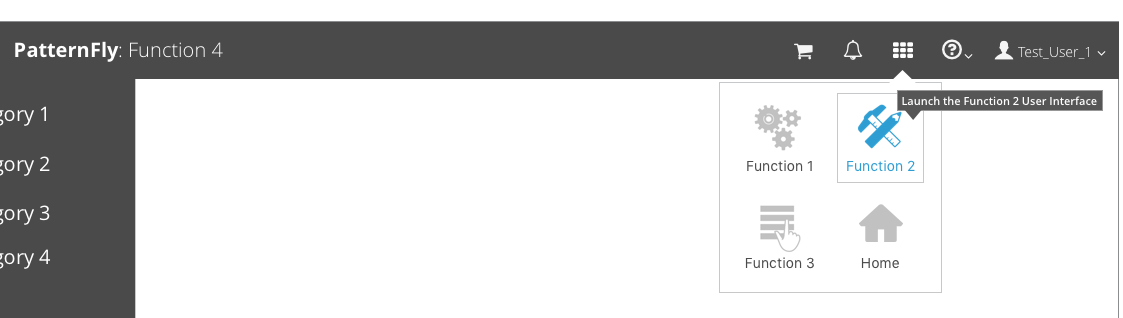 PatternFly: Function 4
Test_User_1
gory 1
gory 2
gory 3
gory 4
Launch the Function 2 User Interface
Function 1
Function 2
Function 3
Home